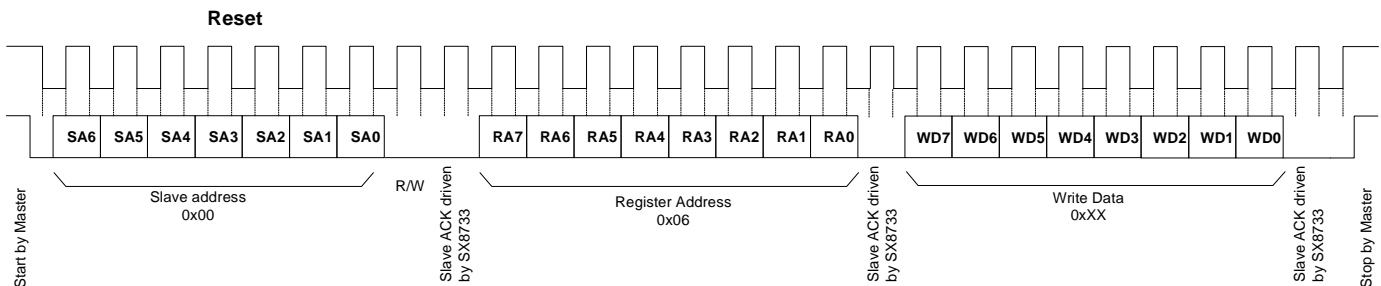 Reset
SA6 SA5 SA4 SA3 SA2 SA1 SA0 RA7 RA6 RA5 RA4 RA3 RA2 RA1 RA0 WD7 WD6 WD5 WD4 WD3 WD2 WD1 WD0
Start by Master
Slave address
0x00
R/W
Slave ACK driven
by SX8733
Register Address
0x06
Slave ACK driven
by SX8733
Write Data
0xXX
Slave ACK driven
by SX8733
Stop by Master